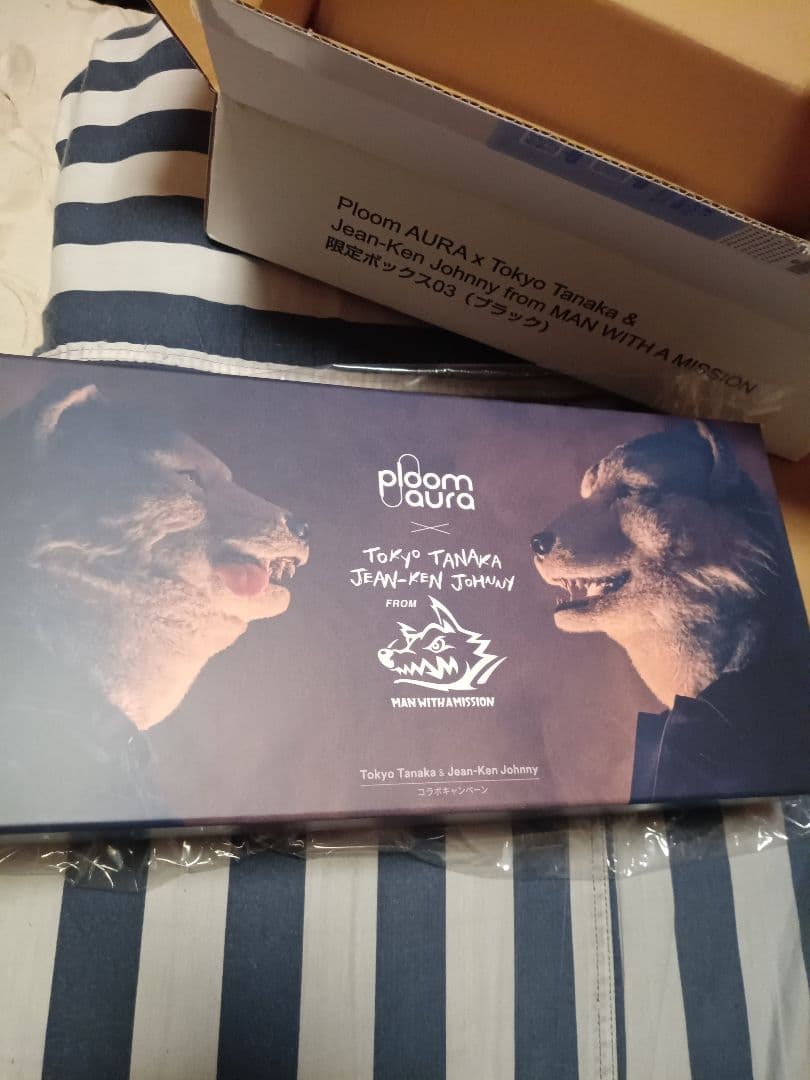 Ploom AURA x Tokyo Tanaka &
Jean-Ken Johnny from MAN WITH A MISSION
限定ボックス03（ブラック）
ploom
aura
×
TOKYO TANAKA
JEAN-KEN JOHNNY
FROM
MAN WITH A MISSION
Tokyo Tanaka & Jean-Ken Johnny
コラボキャンペーン